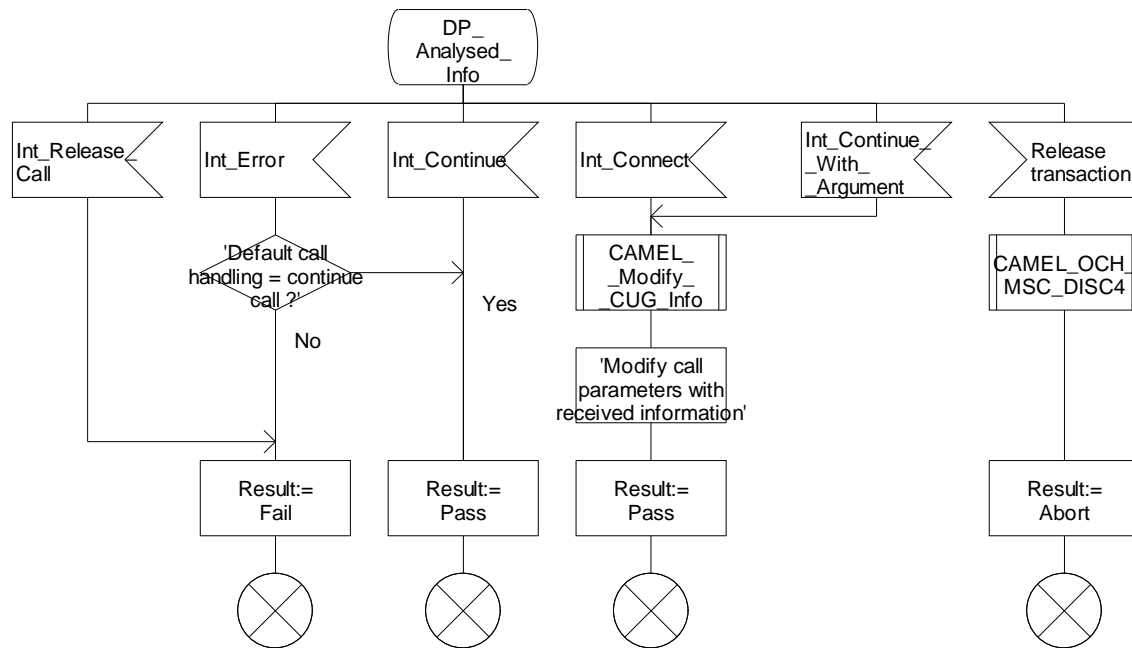 DP_
Analysed_
Info
Int_Release_
Call
Int_Error
Int_Continue
Int_Connect
Int_Continue_
_With_
_Argument
Release
transaction
'Default call
handling = continue
call ?'
Yes
No
CAMEL_
_Modify_
_CUG_Info
CAMEL_OCH_
MSC_DISC4
'Modify call
parameters with
received information'
Result:=
Fail
Result:=
Pass
Result:=
Pass
Result:=
Abort